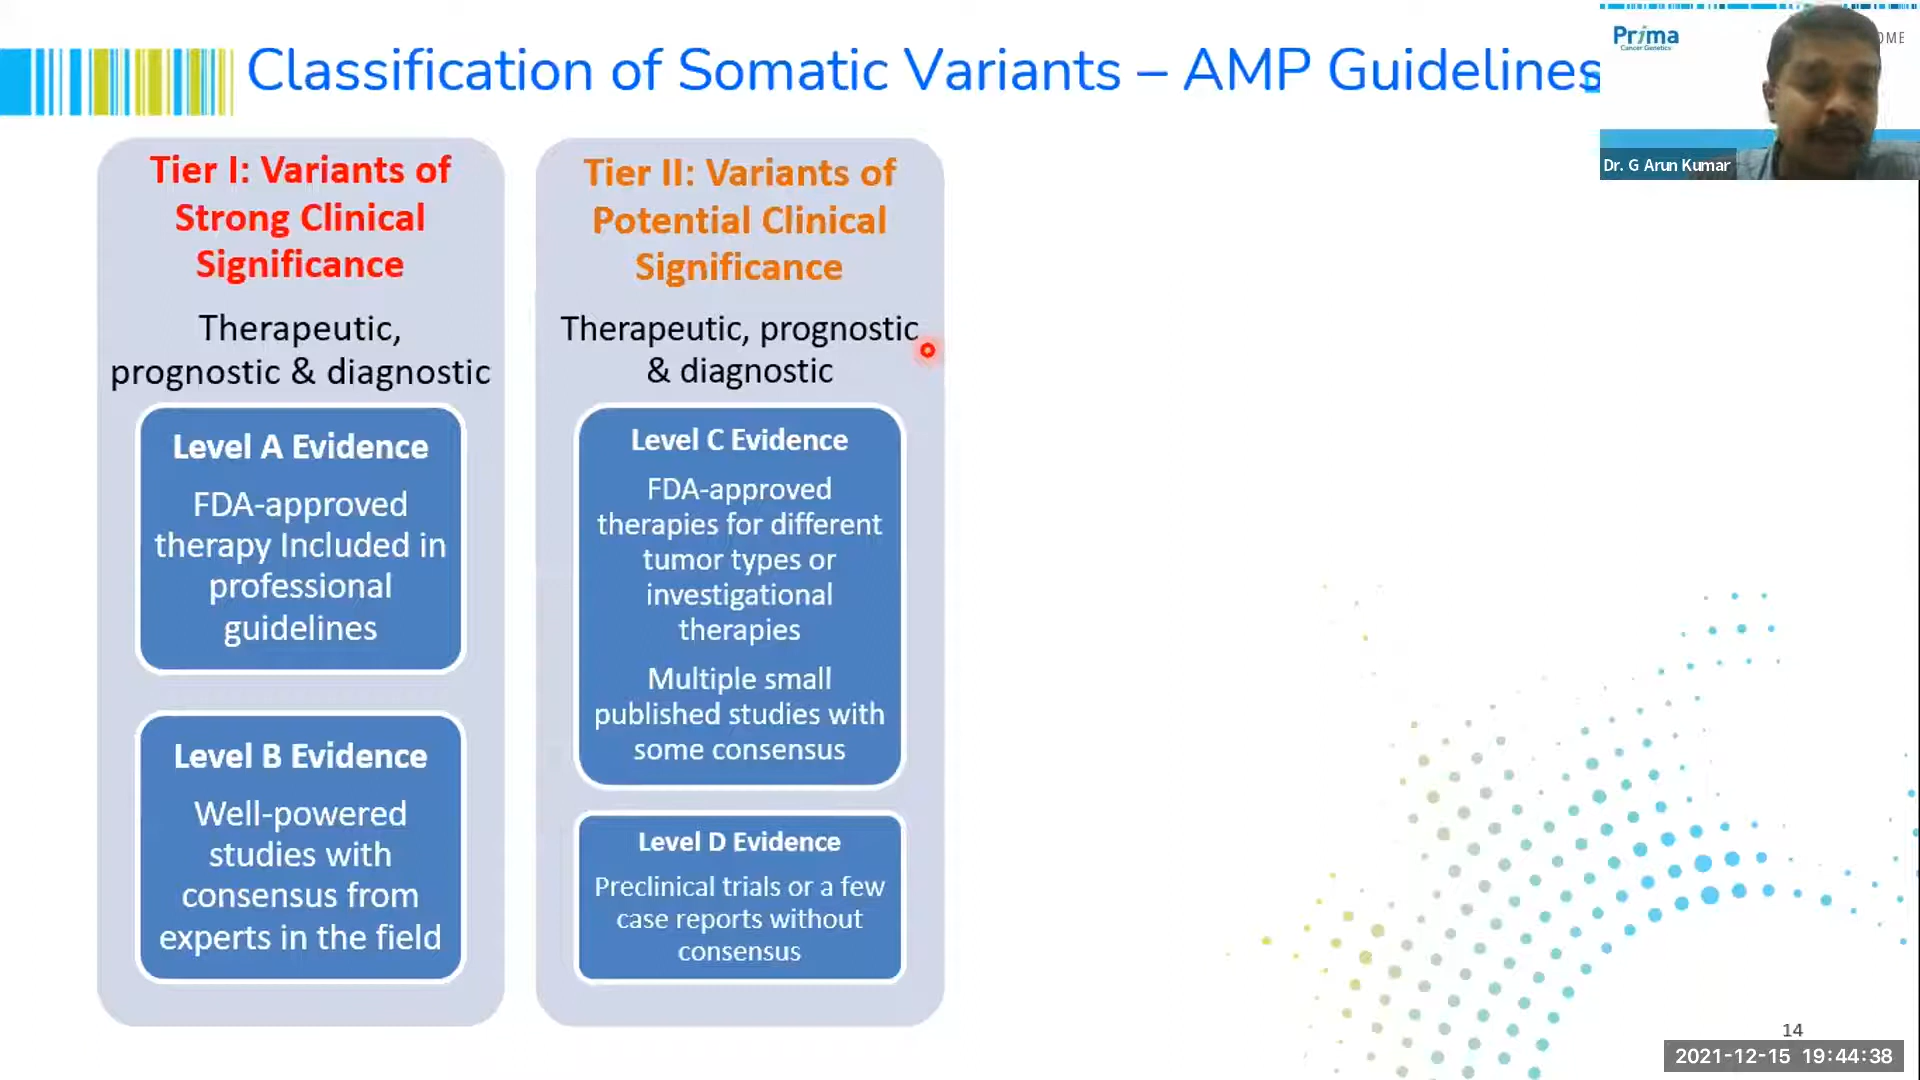 Classification of Somatic Variants – AMP Guidelines
Prima
Cancer Genetics
OME
Dr. G Arun Kumar
Tier I: Variants of
Strong Clinical
Significance
Therapeutic,
prognostic & diagnostic
Level A Evidence
FDA-approved
therapy Included in
professional
guidelines
Level B Evidence
Well-powered
studies with
consensus from
experts in the field
Tier II: Variants of
Potential Clinical
Significance
Therapeutic, prognostic
& diagnostic
Level C Evidence
FDA-approved
therapies for different
tumor types or
investigational
therapies
Multiple small
published studies with
some consensus
Level D Evidence
Preclinical trials or a few
case reports without
consensus
14
2021-12-15 19:44:38